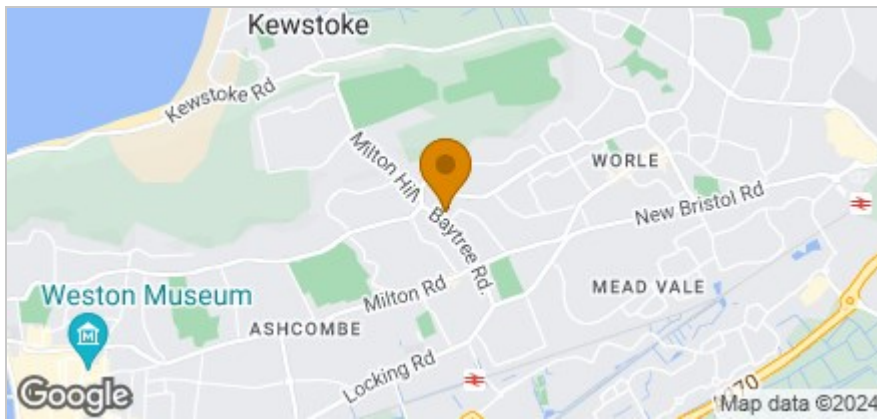 Kewstoke
Kewstoke Rd
Milton Hill
WORLE
Baytree Rd.
New Bristol Rd
Weston Museum
M
Milton Rd
MEAD VALE
ASHCOMBE
Locking Rd
Google
Map data ©2024